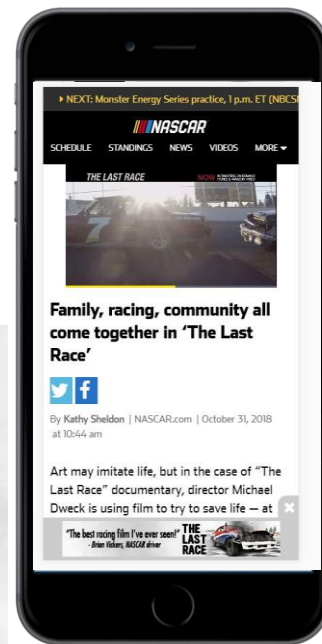 NEXT: Monster Energy Series practice, 1 p.m. ET (NBCS
NASCAR
SCHEDULE STANDINGS NEWS VIDEOS MORE
THE LAST RACE NOW
Family, racing, community all
come together in ‘The Last
Race’
By Kathy Sheldon | NASCAR.com | October 31, 2018
at 10:44 am
Art may imitate life, but in the case of “The
Last Race” documentary, director Michael
Dweck is using film to try to save life — at
"The best racing film I've ever seen!"
- Brian Vickers, NASCAR driver
THE
LAST
RACE